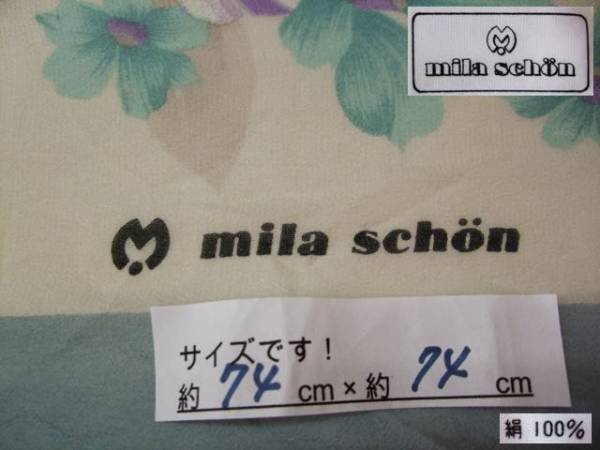 mila schön
mila schön
サイズです！
約 74 cm × 約 74 cm
絹 100%